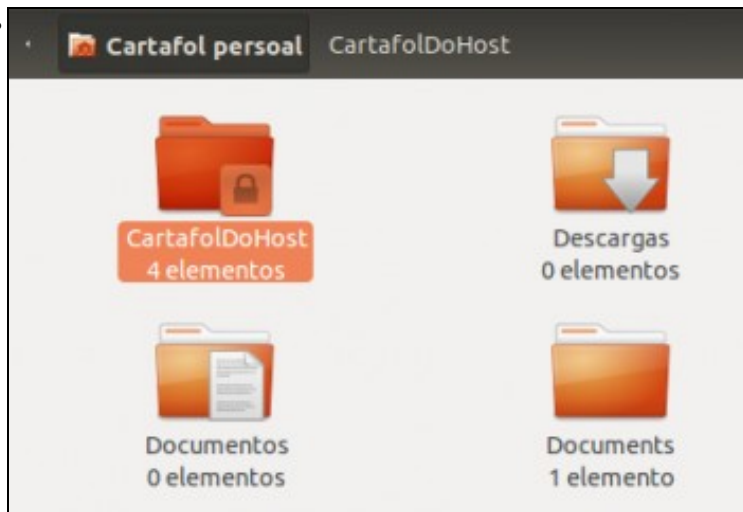 Cartafol persoal CartafolDoHost
CartafolDoHost
4 elementos
Descargas
0 elementos
Documentos
0 elementos
Documents
1 elemento